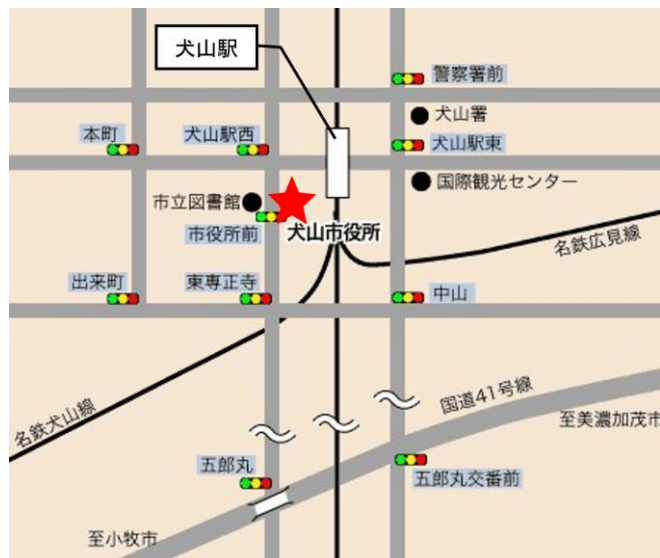 犬山駅
警察署前
犬山署
本町
犬山駅西
犬山駅東
市立図書館
国際観光センター
市役所前
犬山市役所
名鉄広見線
出来町
東専正寺
中山
名鉄犬山線
国道41号線
至美濃加茂市
五郎丸
五郎丸交番前
至小牧市